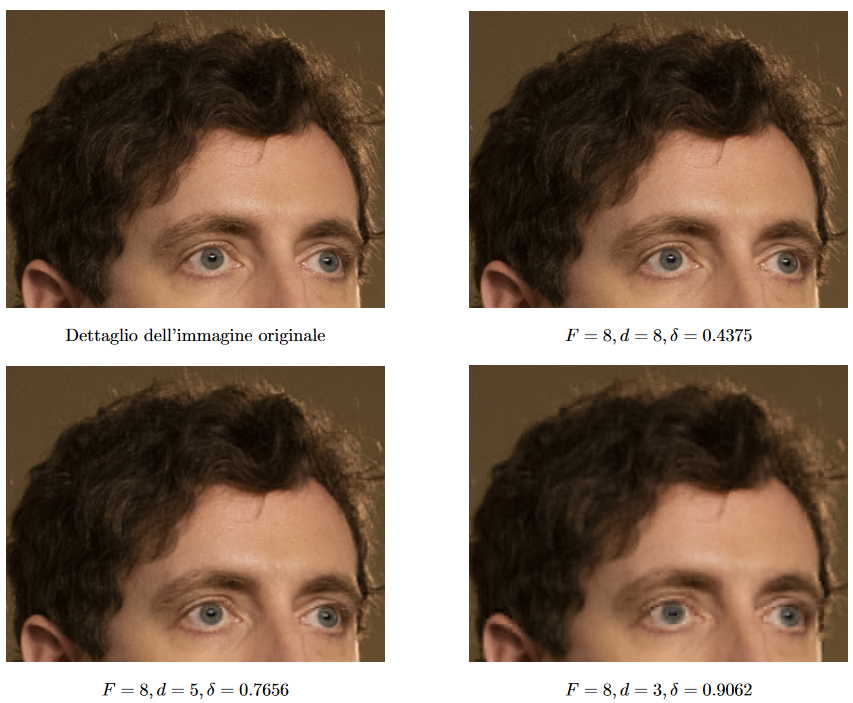 Dettaglio dell'immagine originale
F = 8, d = 8, δ = 0.4375
F = 8, d = 5, δ = 0.7656
F = 8, d = 3, δ = 0.9062